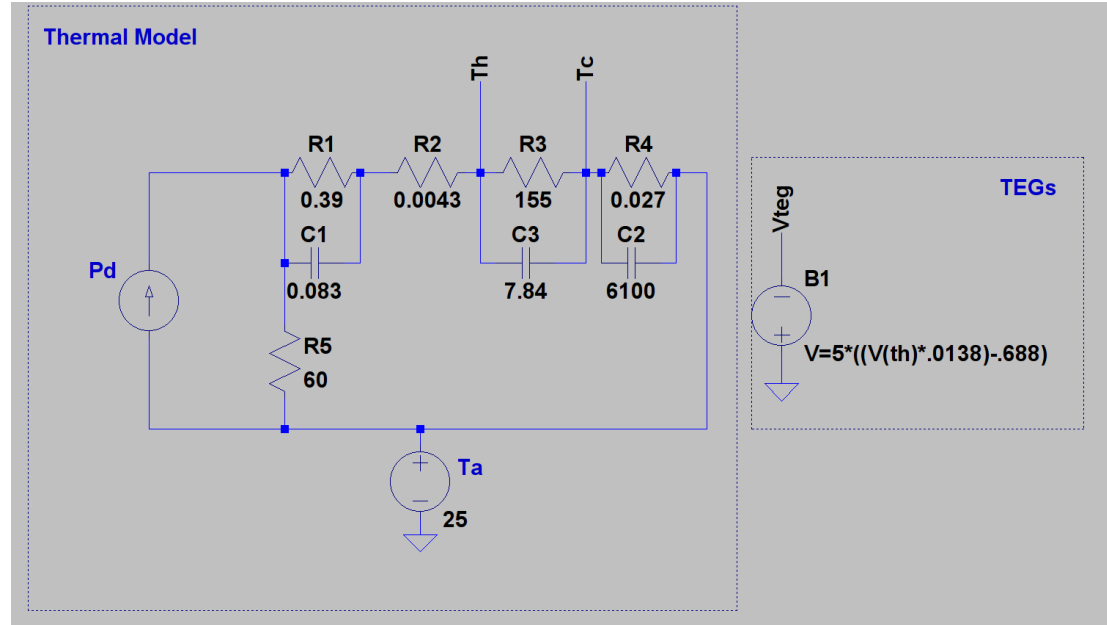 Thermal Model
Th
Tc
R1
R2
R3
R4
0.39
0.0043
155
0.027
C1
C3
C2
0.083
7.84
6100
Pd
R5
60
Ta
25
TEGs
Vteg
B1
V=5*((V(th)*.0138)-.688)